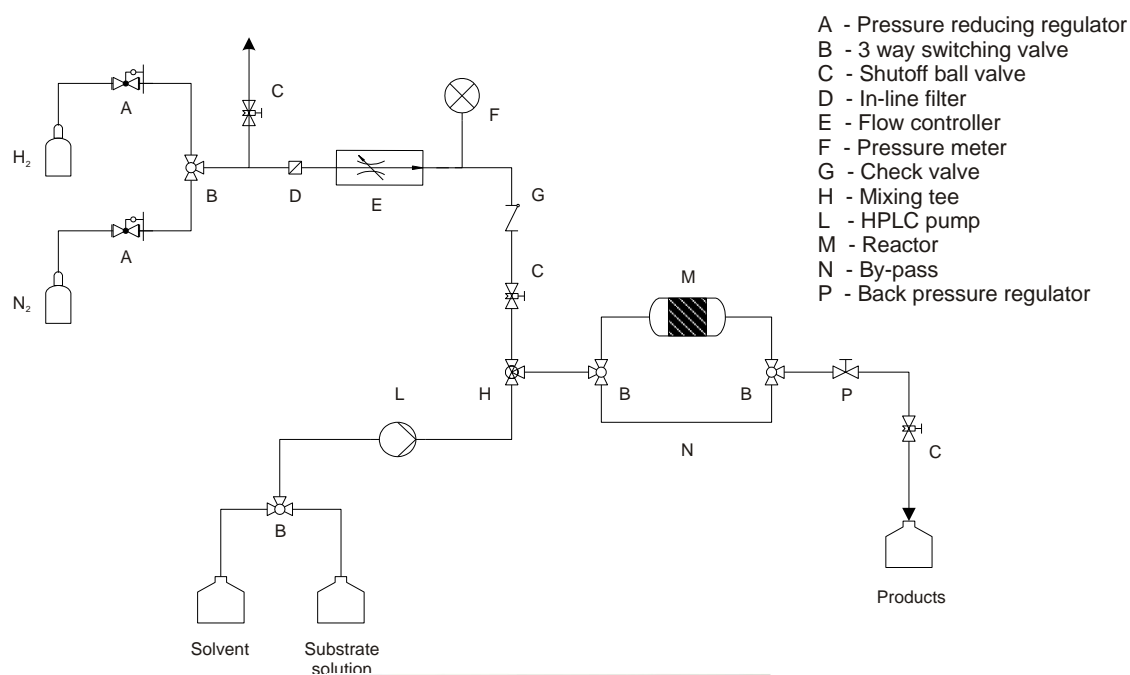 A - Pressure reducing regulator
B - 3 way switching valve
C - Shutoff ball valve
D - In-line filter
E - Flow controller
F - Pressure meter
G - Check valve
H - Mixing tee
L - HPLC pump
M - Reactor
N - By-pass
P - Back pressure regulator
A
C
F
H₂
B
D
E
G
A
N₂
C
M
L
H
B
B
P
N
C
B
Products
Solvent
Substrate
solution